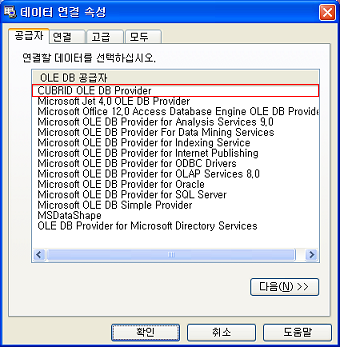 데이터 연결 속성
공급자 연결 고급 모두
연결할 데이터를 선택하십시오.
OLE DB 공급자
CUBRID OLE DB Provider
Microsoft Jet 4.0 OLE DB Provider
Microsoft Office 12.0 Access Database Engine OLE DB Provider
Microsoft OLE DB Provider for Analysis Services 9.0
Microsoft OLE DB Provider For Data Mining Services
Microsoft OLE DB Provider for Indexing Service
Microsoft OLE DB Provider for Internet Publishing
Microsoft OLE DB Provider for ODBC Drivers
Microsoft OLE DB Provider for OLAP Services 8.0
Microsoft OLE DB Provider for Oracle
Microsoft OLE DB Provider for SQL Server
Microsoft OLE DB Simple Provider
MSDataShape
OLE DB Provider for Microsoft Directory Services
다음(N) >>
확인 취소 도움말